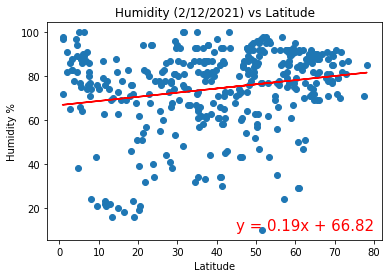 Humidity (2/12/2021) vs Latitude
Humidity %
100
80
60
40
20
y = 0.19x + 66.82
0 10 20 30 40 50 60 70 80
Latitude